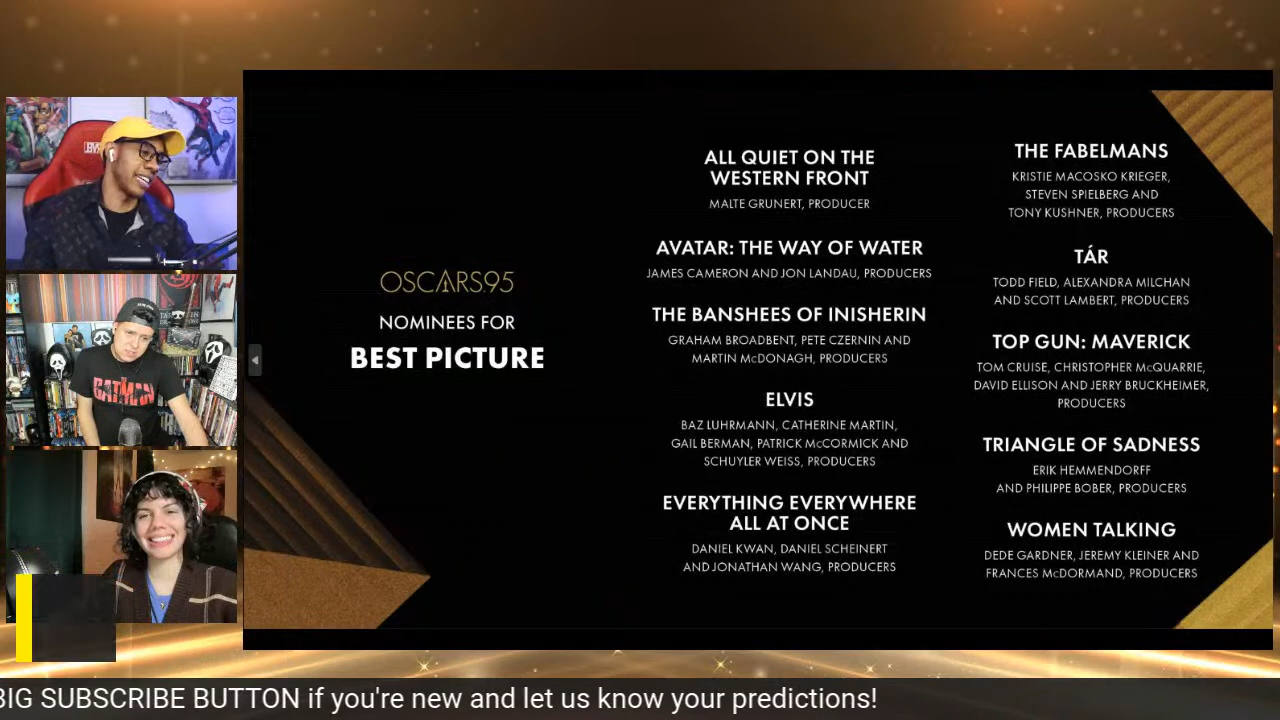 OSCARS95
NOMINEES FOR
BEST PICTURE
ALL QUIET ON THE
WESTERN FRONT
MALTE GRUNERT, PRODUCER
AVATAR: THE WAY OF WATER
JAMES CAMERON AND JON LANDAU, PRODUCERS
THE BANSHEES OF INISHERIN
GRAHAM BROADBENT, PETE CZERNIN AND
MARTIN McDONAGH, PRODUCERS
ELVIS
BAZ LUHRMANN, CATHERINE MARTIN,
GAIL BERMAN, PATRICK McCORMICK AND
SCHUYLER WEISS, PRODUCERS
EVERYTHING EVERYWHERE
ALL AT ONCE
DANIEL KWAN, DANIEL SCHEINERT
AND JONATHAN WANG, PRODUCERS
THE FABELMANS
KRISTIE MACOSKO KRIEGER,
STEVEN SPIELBERG AND
TONY KUSHNER, PRODUCERS
TÁR
TODD FIELD, ALEXANDRA MILCHAN
AND SCOTT LAMBERT, PRODUCERS
TOP GUN: MAVERICK
TOM CRUISE, CHRISTOPHER McQUARRIE,
DAVID ELLISON AND JERRY BRUCKHEIMER,
PRODUCERS
TRIANGLE OF SADNESS
ERIK HEMMENDORFF
AND PHILIPPE BOBER, PRODUCERS
WOMEN TALKING
DEDE GARDNER, JEREMY KLEINER AND
FRANCES McDORMAND, PRODUCERS
BATMAN
BIG SUBSCRIBE BUTTON if you're new and let us know your predictions!